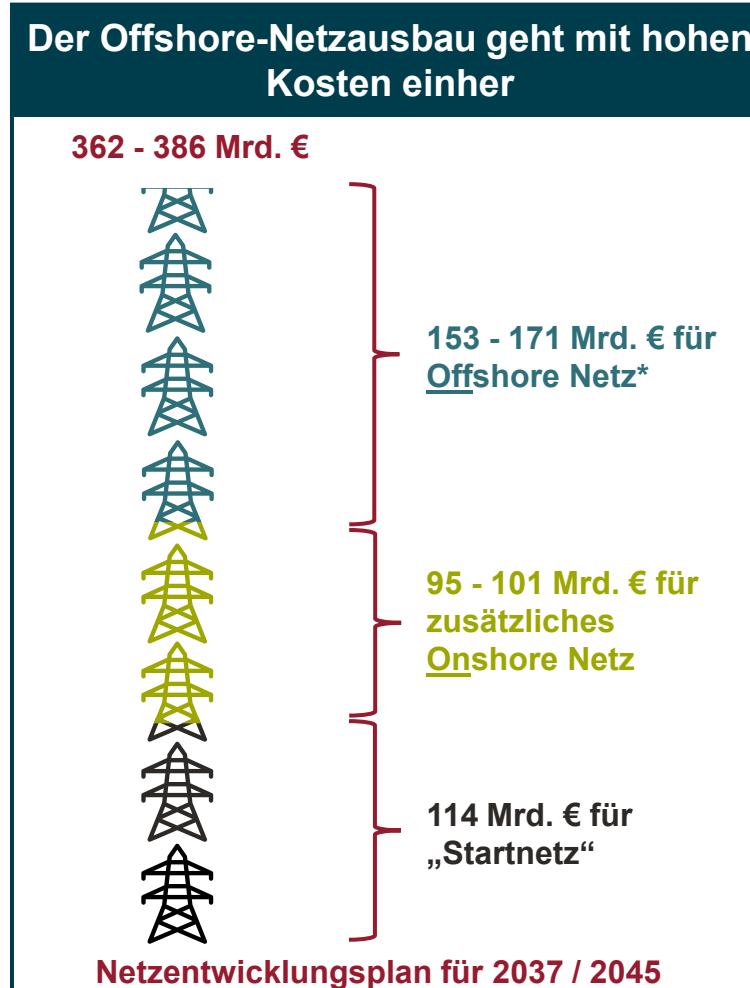 Der Offshore-Netzausbau geht mit hohen
Kosten einher
362 - 386 Mrd. €
153 - 171 Mrd. € für
Offshore Netz*
95 - 101 Mrd. € für
zusätzliches
Onshore Netz
114 Mrd. € für
„Startnetz“
Netzentwicklungsplan für 2037 / 2045